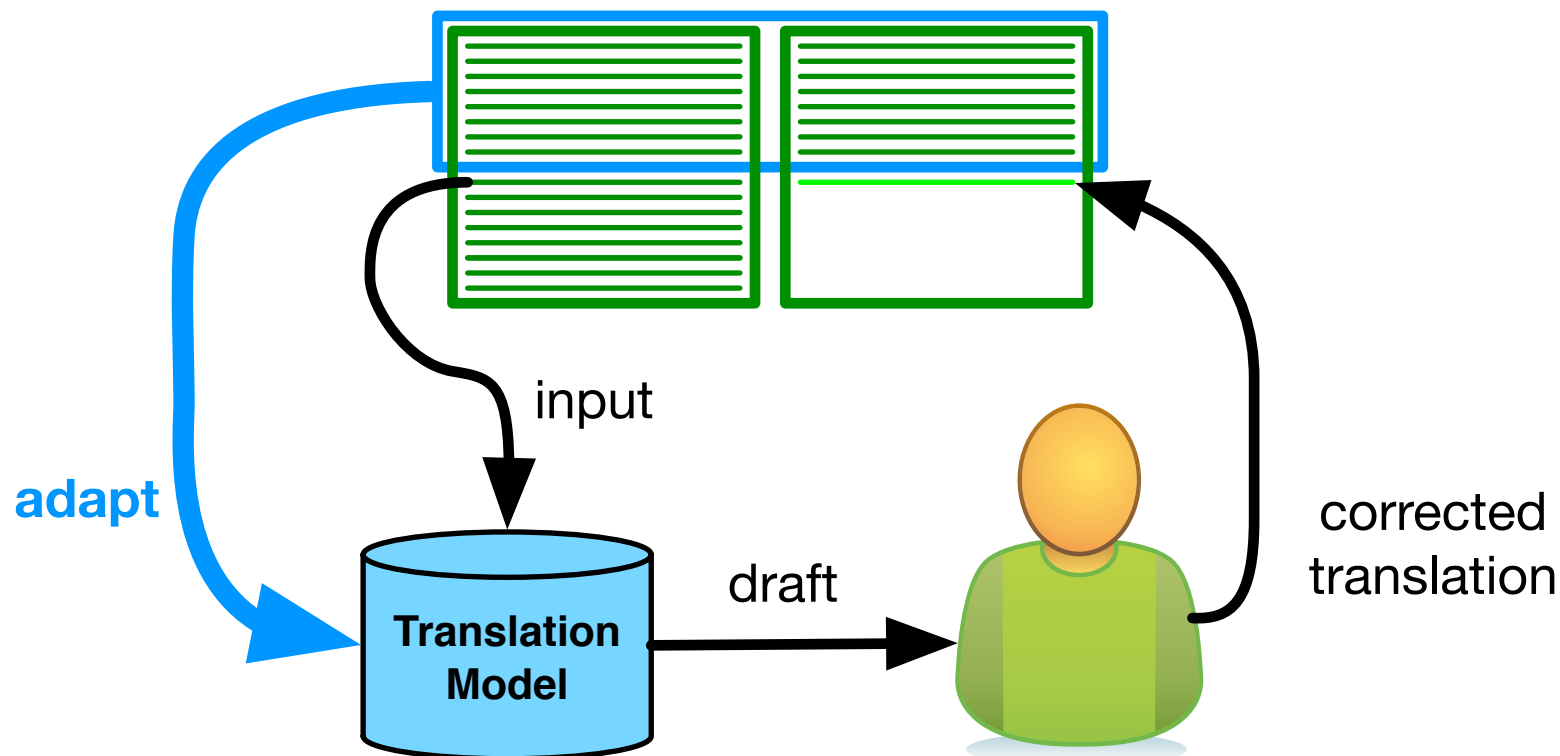 input
adapt
corrected
translation
draft
Translation
Model